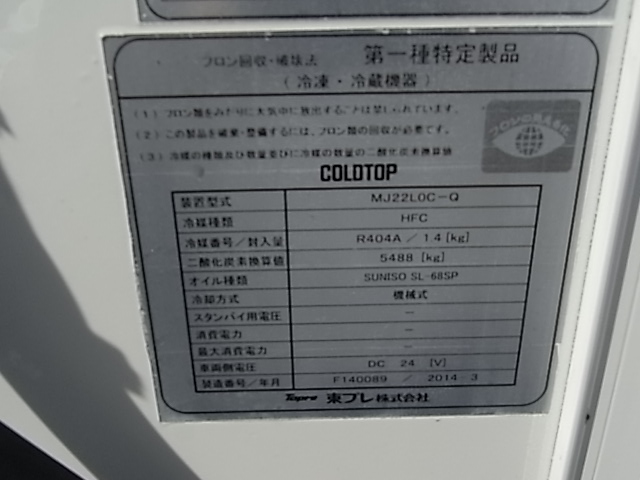 フロン回収・破壊法 第一種特定製品
（冷凍・冷蔵機器）
(1) フロン類をみだりに大気中に放出することは禁じられています。
(2) この製品を廃棄・整備するには、フロン類の回収が必要です。
(3) 冷媒の種類及び数量並びに冷媒の数量の二酸化炭素換算値
フロンの見える化
COLDTOP
装置型式 MJ22L0C-Q
冷媒種類 HFC
冷媒番号／封入量 R404A ／ 1.4 [kg]
二酸化炭素換算値 5488 [kg]
オイル種類 SUNISO SL-68SP
冷却方式 機械式
スタンバイ用電圧 －
消費電力 －
最大消費電力 －
車両側電圧 DC 24 [V]
製造番号／年月 F140089 ／ 2014-3
Topre 東プレ株式会社